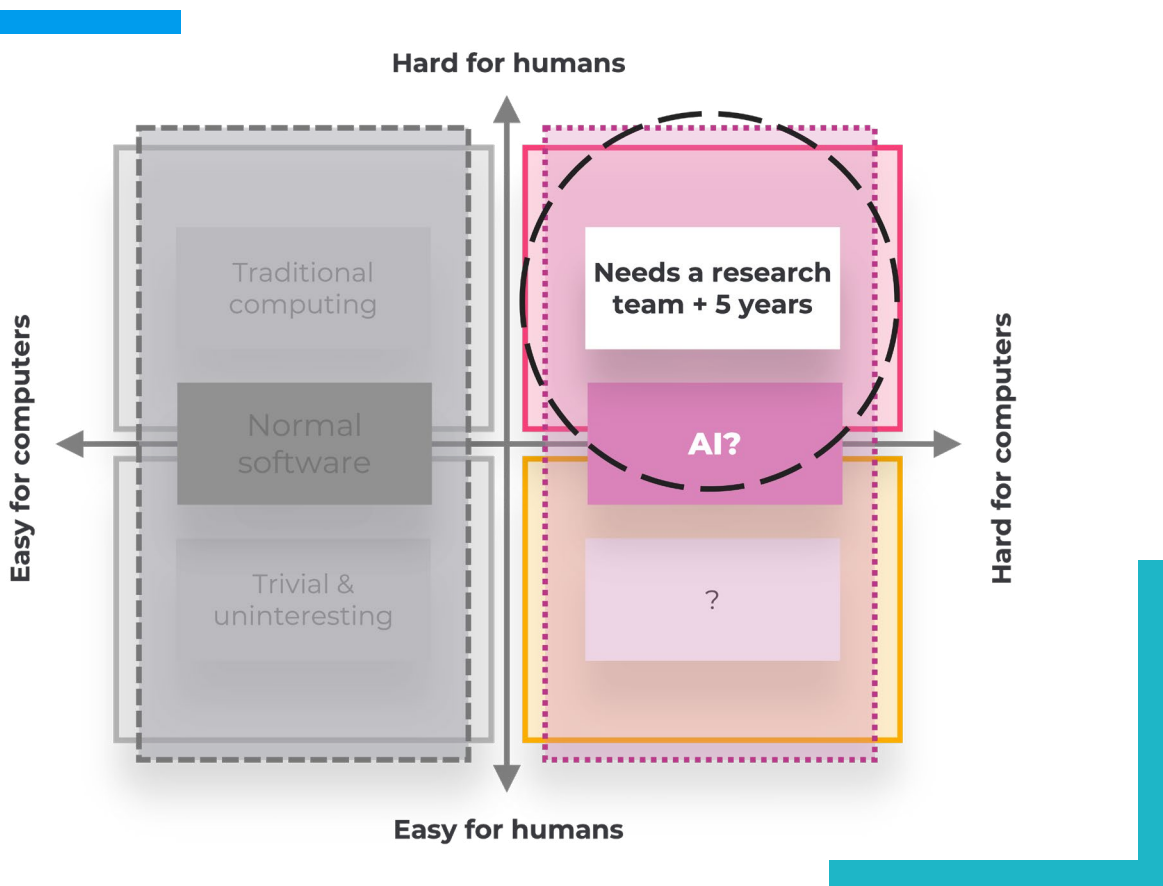 Hard for humans
Traditional
computing
Needs a research
team + 5 years
Easy for computers
Normal
software
AI?
Hard for computers
Trivial &
uninteresting
?
Easy for humans